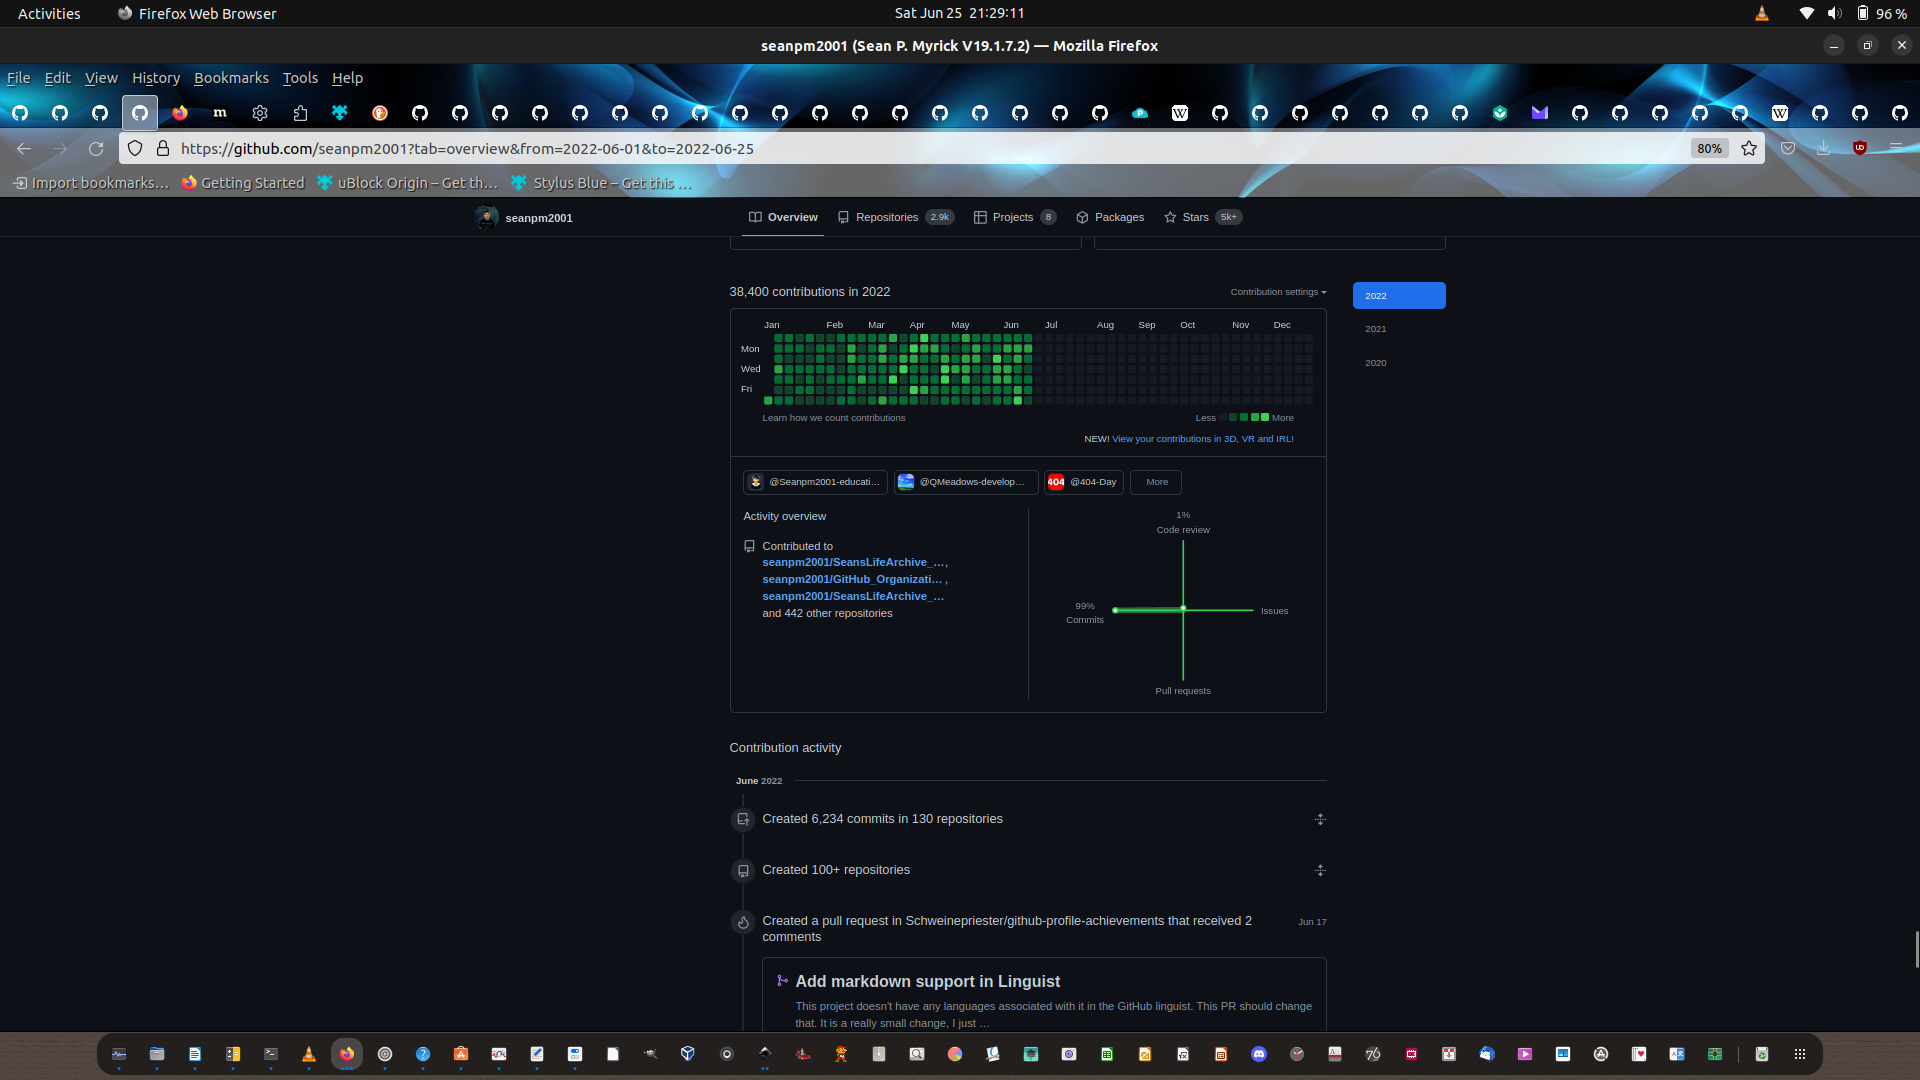 Activities
Firefox Web Browser
Sat Jun 25 21:29:11
96 %
seanpm2001 (Sean P. Myrick V19.1.7.2) — Mozilla Firefox
File Edit View History Bookmarks Tools Help
https://github.com/seanpm2001?tab=overview&from=2022-06-01&to=2022-06-25
80%
Import bookmarks...
Getting Started
uBlock Origin – Get th...
Stylus Blue – Get this ...
seanpm2001
Overview
Repositories 2.9k
Projects 8
Packages
Stars 5k+
38,400 contributions in 2022
Contribution settings
2022
2021
2020
Jan Feb Mar Apr May Jun Jul Aug Sep Oct Nov Dec
Mon
Wed
Fri
Learn how we count contributions
Less More
NEW! View your contributions in 3D, VR and IRL!
@Seanpm2001-educati...
@QMeadows-develop...
404 @404-Day
More
Activity overview
Contributed to
seanpm2001/SeansLifeArchive_...,
seanpm2001/GitHub_Organizati... ,
seanpm2001/SeansLifeArchive_...
and 442 other repositories
1%
Code review
99%
Commits
Issues
Pull requests
Contribution activity
June 2022
Created 6,234 commits in 130 repositories
Created 100+ repositories
Created a pull request in Schweinepriester/github-profile-achievements that received 2
comments
Jun 17
Add markdown support in Linguist
This project doesn't have any languages associated with it in the GitHub linguist. This PR should change
that. It is a really small change, I just ...